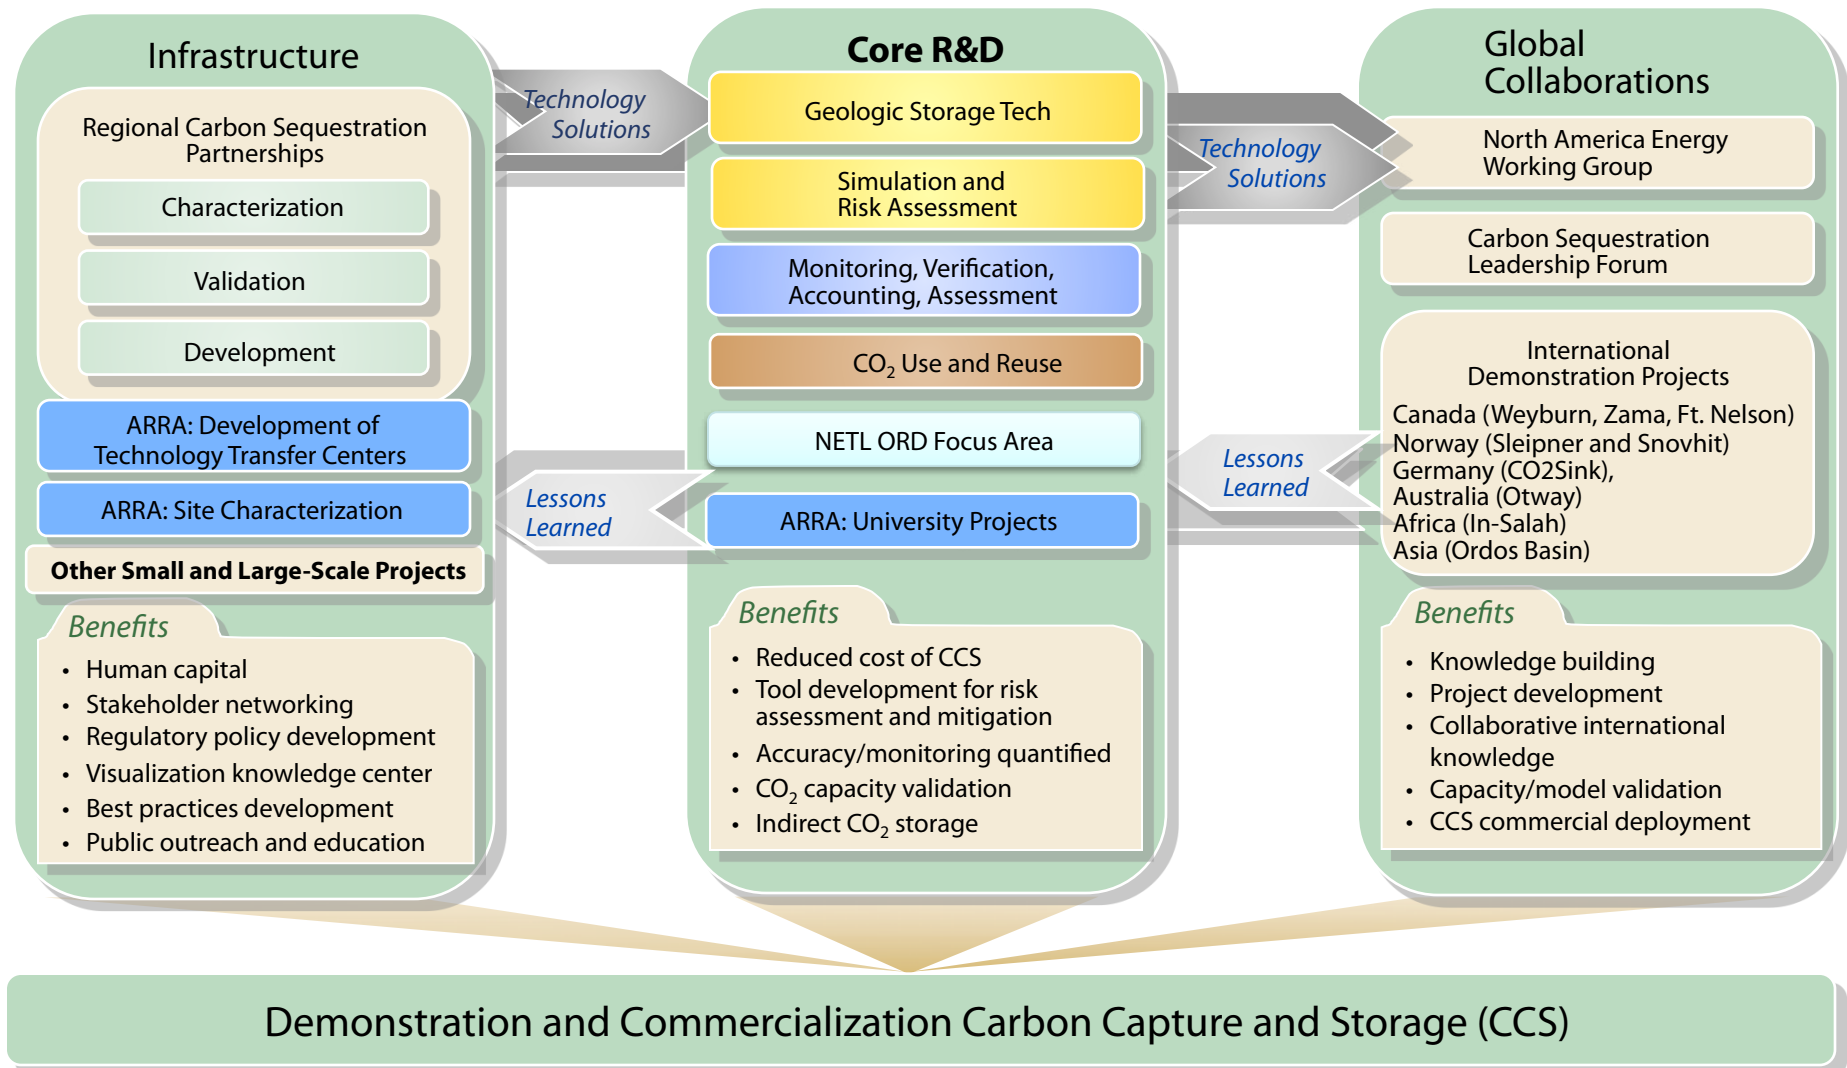 Infrastructure
Regional Carbon Sequestration
Partnerships
Characterization
Validation
Development
ARRA: Development of
Technology Transfer Centers
ARRA: Site Characterization
Other Small and Large-Scale Projects
Benefits
• Human capital
• Stakeholder networking
• Regulatory policy development
• Visualization knowledge center
• Best practices development
• Public outreach and education
Technology
Solutions
Lessons
Learned
Core R&D
Geologic Storage Tech
Simulation and
Risk Assessment
Monitoring, Verification,
Accounting, Assessment
CO₂ Use and Reuse
NETL ORD Focus Area
ARRA: University Projects
Benefits
• Reduced cost of CCS
• Tool development for risk
assessment and mitigation
• Accuracy/monitoring quantified
• CO₂ capacity validation
• Indirect CO₂ storage
Technology
Solutions
Lessons
Learned
Global
Collaborations
North America Energy
Working Group
Carbon Sequestration
Leadership Forum
International
Demonstration Projects
Canada (Weyburn, Zama, Ft. Nelson)
Norway (Sleipner and Snovhit)
Germany (CO2Sink),
Australia (Otway)
Africa (In-Salah)
Asia (Ordos Basin)
Benefits
• Knowledge building
• Project development
• Collaborative international
knowledge
• Capacity/model validation
• CCS commercial deployment
Demonstration and Commercialization Carbon Capture and Storage (CCS)